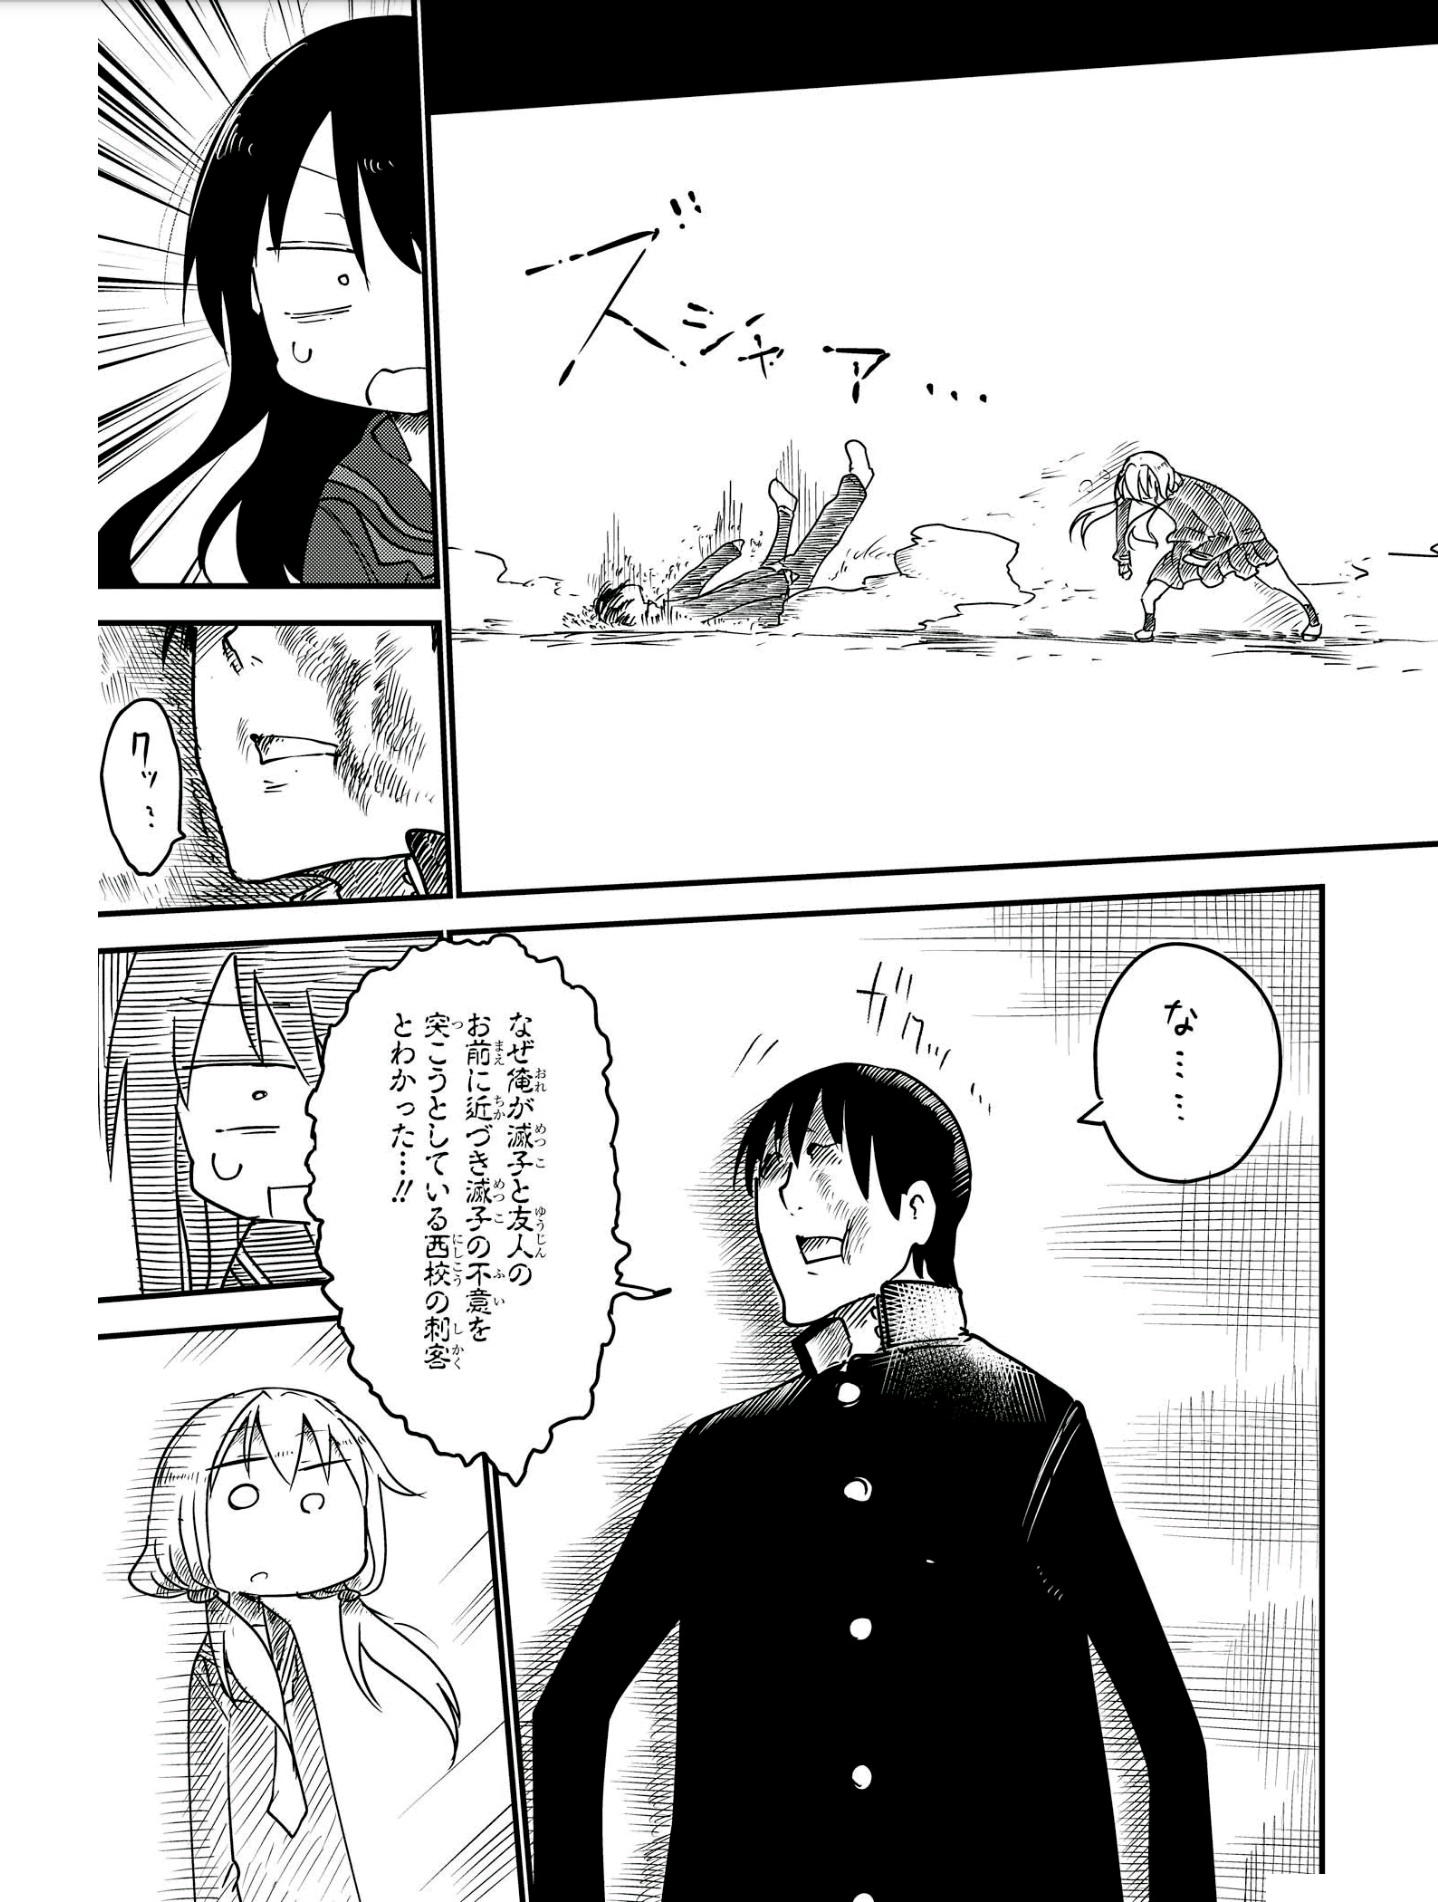 ズシャァ...
クッ…
な……
ガクッ
なぜ俺が滅子と友人の
お前に近づき滅子の不意を
突こうとしている西校の刺客
とわかった…!!